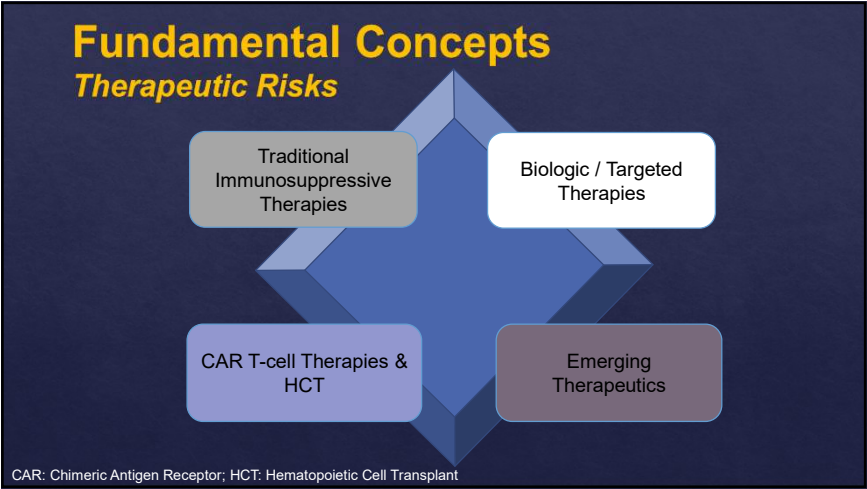 Fundamental Concepts
Therapeutic Risks
Traditional
Immunosuppressive
Therapies
Biologic / Targeted
Therapies
CAR T-cell Therapies &
HCT
Emerging
Therapeutics
CAR: Chimeric Antigen Receptor; HCT: Hematopoietic Cell Transplant